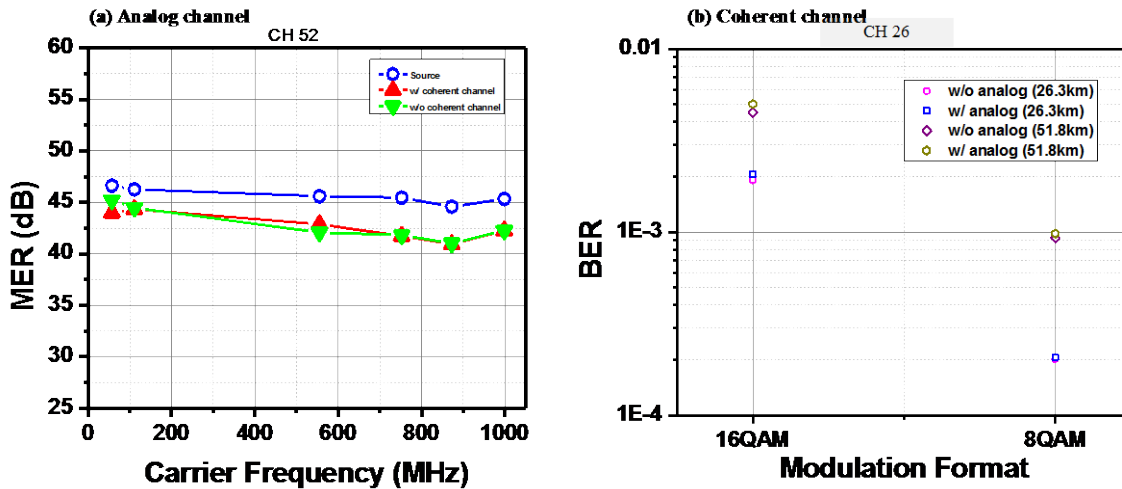 (a) Analog channel
CH 52
60
55
50
45
40
35
30
25
MER (dB)
Source
w/ coherent channel
w/o coherent channel
0 200 400 600 800 1000
Carrier Frequency (MHz)
(b) Coherent channel
CH 26
0.01
1E-3
1E-4
BER
w/o analog (26.3km)
w/ analog (26.3km)
w/o analog (51.8km)
w/ analog (51.8km)
16QAM 8QAM
Modulation Format